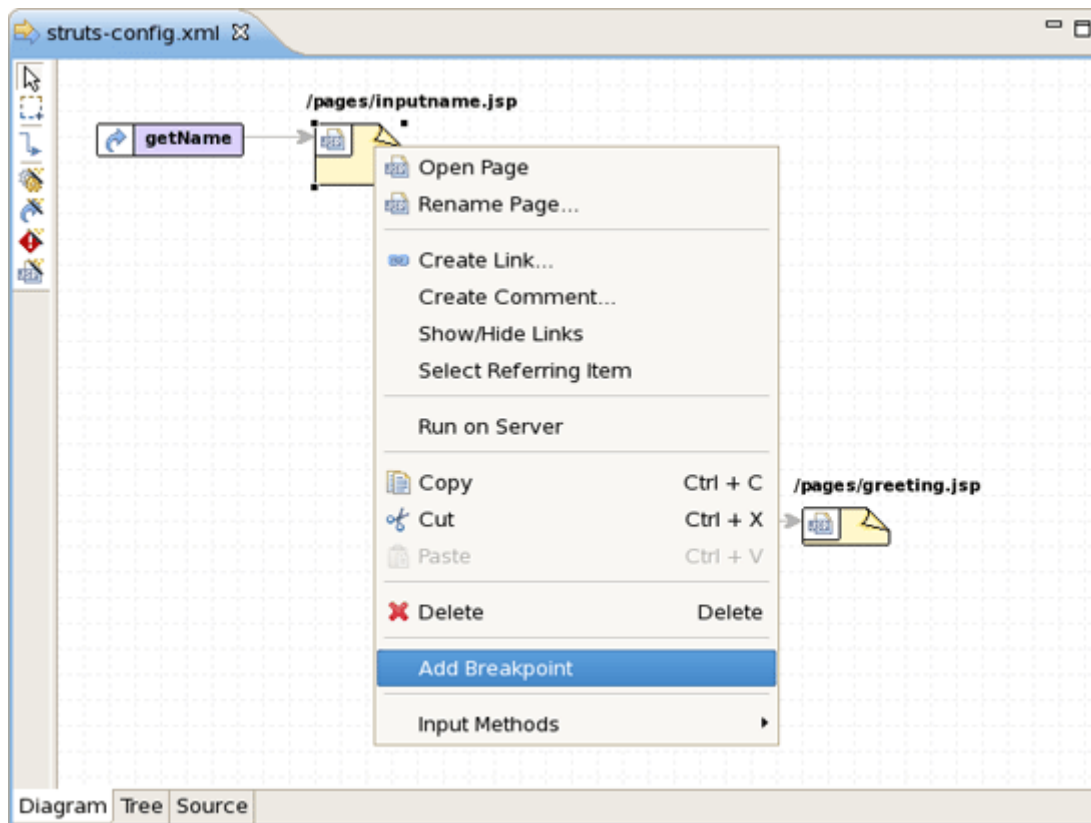 struts-config.xml
/pages/inputname.jsp
getName
Open Page
Rename Page...
Create Link...
Create Comment...
Show/Hide Links
Select Referring Item
Run on Server
Copy Ctrl + C
/pages/greeting.jsp
Cut Ctrl + X
Paste Ctrl + V
Delete Delete
Add Breakpoint
Input Methods
Diagram Tree Source